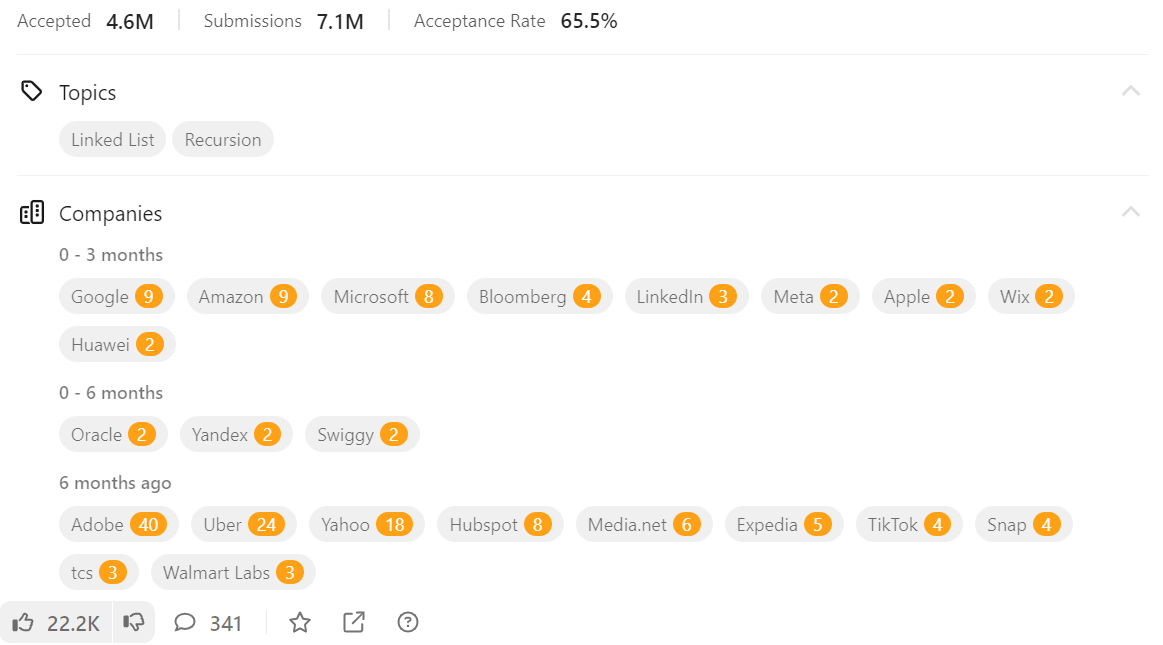 Accepted 4.6M Submissions 7.1M Acceptance Rate 65.5%
Topics
Linked List Recursion
Companies
0 - 3 months
Google 9 Amazon 9 Microsoft 8 Bloomberg 4 LinkedIn 3 Meta 2 Apple 2 Wix 2
Huawei 2
0 - 6 months
Oracle 2 Yandex 2 Swiggy 2
6 months ago
Adobe 40 Uber 24 Yahoo 18 Hubspot 8 Media.net 6 Expedia 5 TikTok 4 Snap 4
tcs 3 Walmart Labs 3
22.2K 341